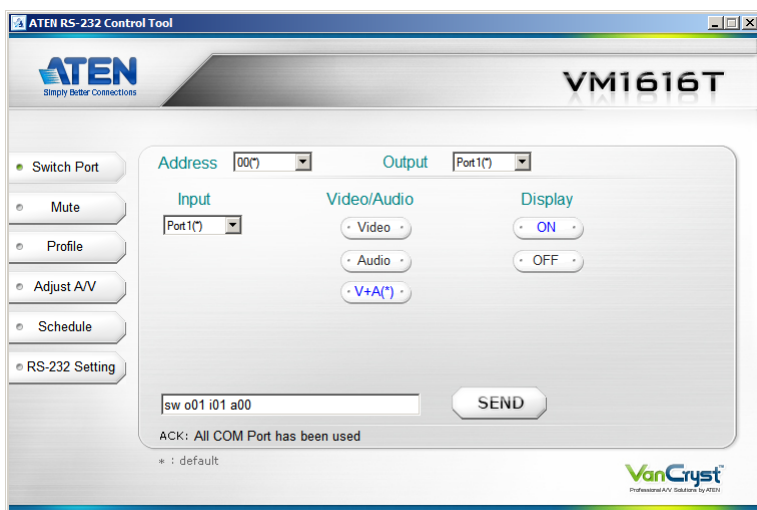 ATEN RS-232 Control Tool
ATEN
Simply Better Connections
VM1616T
Switch Port
Mute
Profile
Adjust A/V
Schedule
RS-232 Setting
Address 00(*) Output Port1(*)
Input Video/Audio Display
Port1(*) Video ON
Audio OFF
V+A(*)
sw o01 i01 a00 SEND
ACK: All COM Port has been used
* : default
VanCryst™
Professional A/V Solutions by ATEN